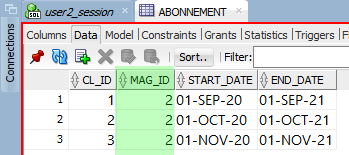 user2_session ABONNEMENT
Connections
Columns Data Model Constraints Grants Statistics Triggers F
Sort.. Filter:
CL_ID MAG_ID START_DATE END_DATE
1 1 2 01-SEP-20 01-SEP-21
2 2 2 01-OCT-20 01-OCT-21
3 3 2 01-NOV-20 01-NOV-21